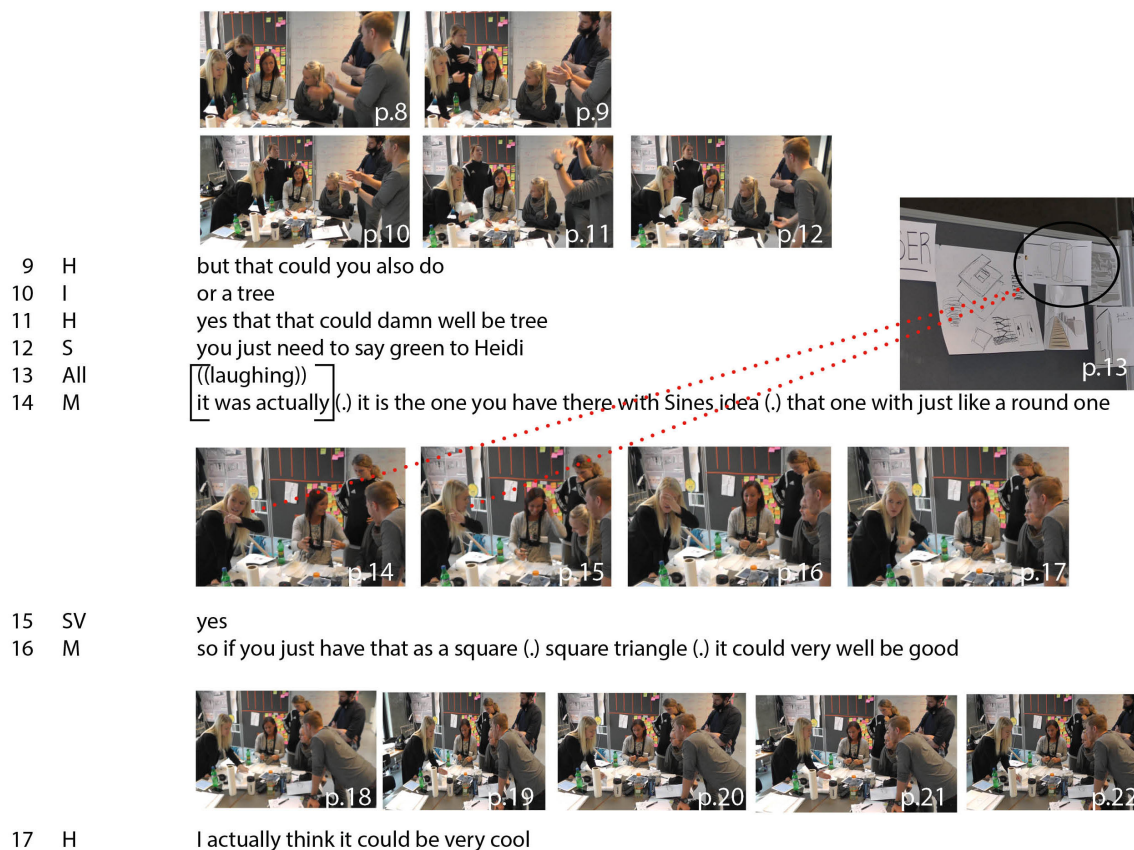 p.8 p.9
p.10 p.11 p.12
9 H but that could you also do
10 I or a tree
11 H yes that that could damn well be tree
12 S you just need to say green to Heidi
13 All ((laughing))
14 M it was actually (.) it is the one you have there with Sines idea (.) that one with just like a round one
DER
p.13
p.14 p.15 p.16 p.17
15 SV yes
16 M so if you just have that as a square (.) square triangle (.) it could very well be good
p.18 p.19 p.20 p.21 p.22
17 H I actually think it could be very cool